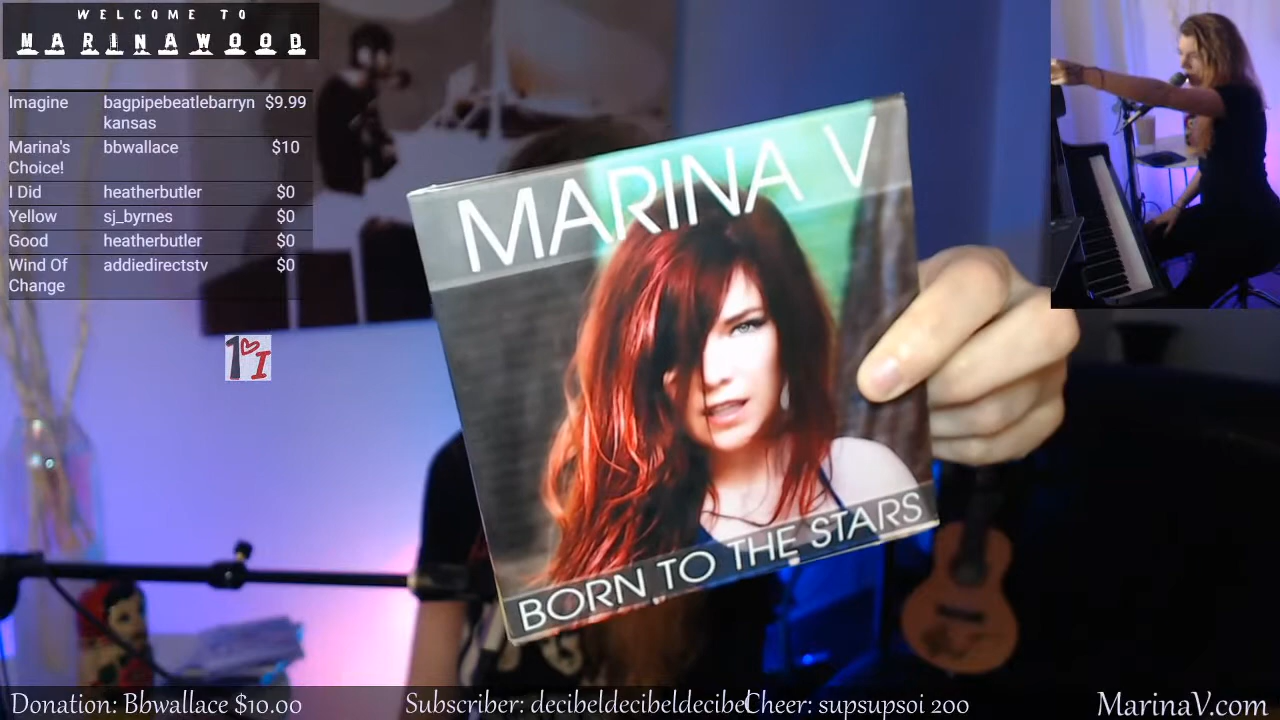 WELCOME TO
MARINAWOOD
Imagine bagpipebeatlebarryn $9.99
kansas
Marina's bbwallace $10
Choice!
I Did heatherbutler $0
Yellow sj_byrnes $0
Good heatherbutler $0
Wind Of addiedirectstv $0
Change
1 I
MARINA V
BORN TO THE STARS
Donation: Bbwallace $10.00
Subscriber: decibeldecibeldecibe
Cheer: supsupsoi 200
MarinaV.com